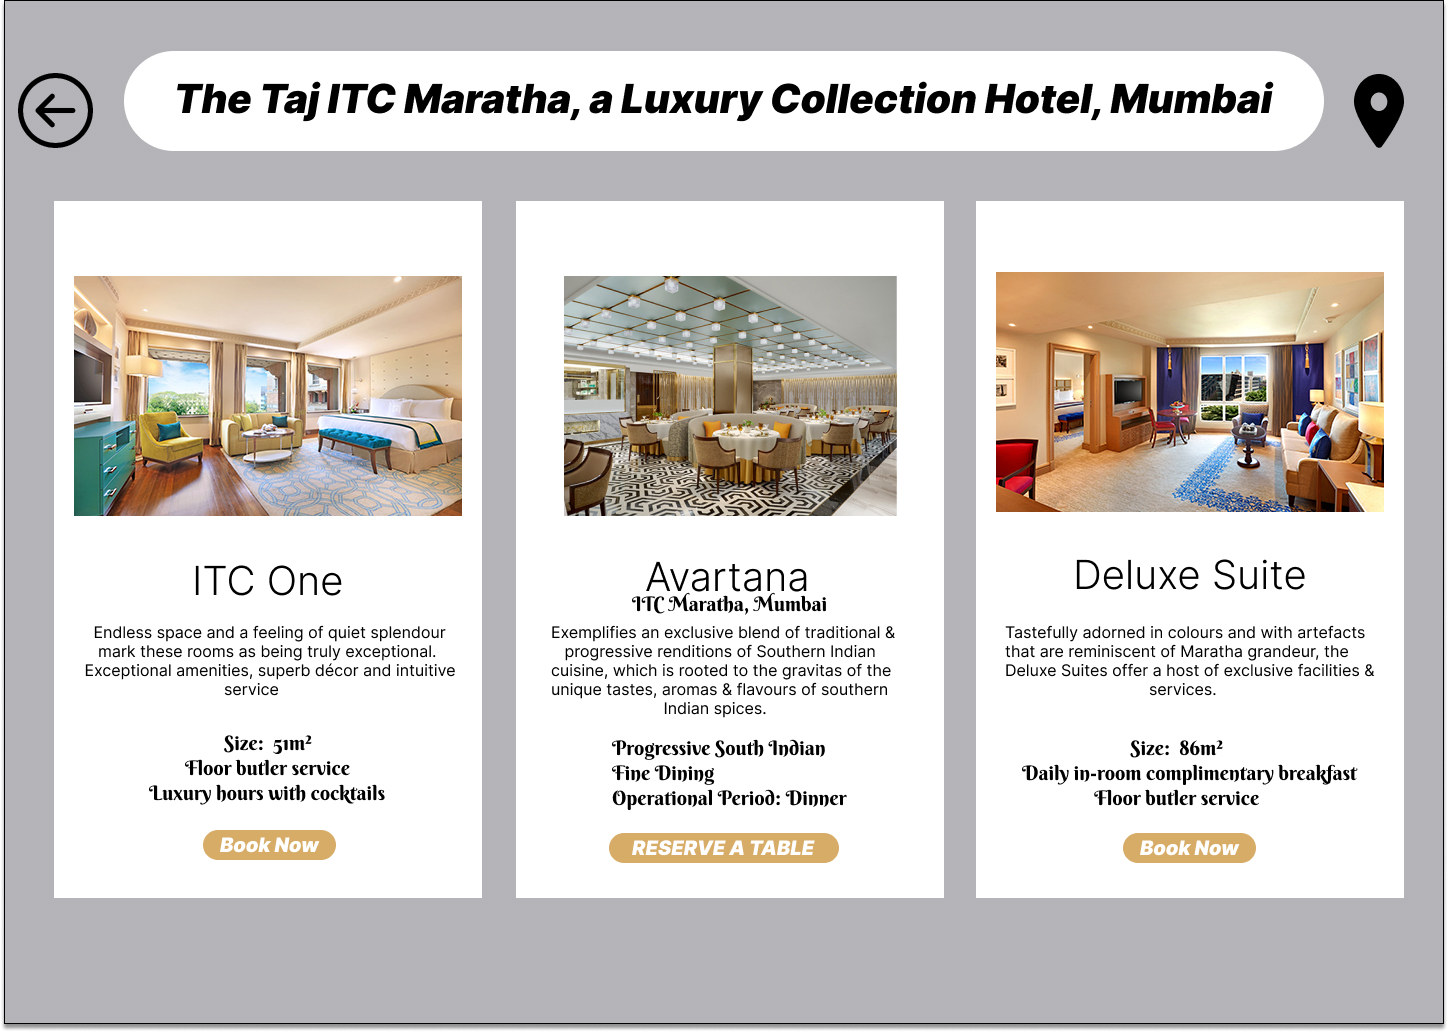 The Taj ITC Maratha, a Luxury Collection Hotel, Mumbai
ITC One
Endless space and a feeling of quiet splendour
mark these rooms as being truly exceptional.
Exceptional amenities, superb décor and intuitive
service
Size: 51m²
Floor butler service
Luxury hours with cocktails
Book Now
Avartana
ITC Maratha, Mumbai
Exemplifies an exclusive blend of traditional &
progressive renditions of Southern Indian
cuisine, which is rooted to the gravitas of the
unique tastes, aromas & flavours of southern
Indian spices.
Progressive South Indian
Fine Dining
Operational Period: Dinner
RESERVE A TABLE
Deluxe Suite
Tastefully adorned in colours and with artefacts
that are reminiscent of Maratha grandeur, the
Deluxe Suites offer a host of exclusive facilities &
services.
Size: 86m²
Daily in-room complimentary breakfast
Floor butler service
Book Now